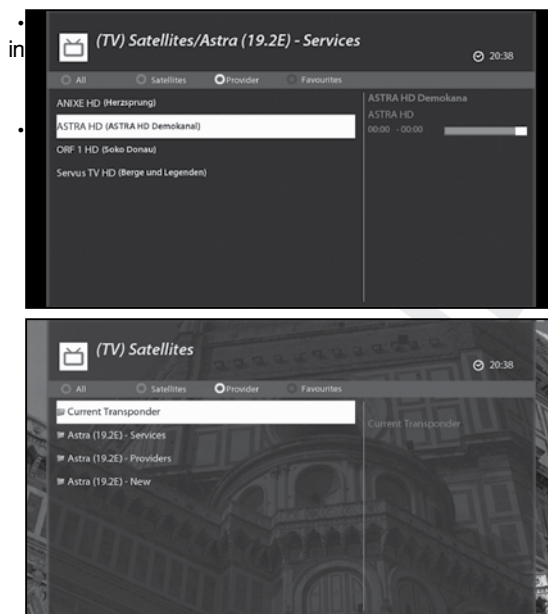 •
in
(TV) Satellites/Astra (19.2E) - Services
20:38
All Satellites Provider Favourites
ANIXE HD (Herzsprung)
ASTRA HD (ASTRA HD Demokanal)
ORF 1 HD (Soko Donau)
Servus TV HD (Berge und Legenden)
ASTRA HD Demokana
ASTRA HD
00:00 - 00:00
•
(TV) Satellites
20:38
All Satellites Provider Favourites
Current Transponder
Astra (19.2E) - Services
Astra (19.2E) - Providers
Astra (19.2E) - New
Current Transponder